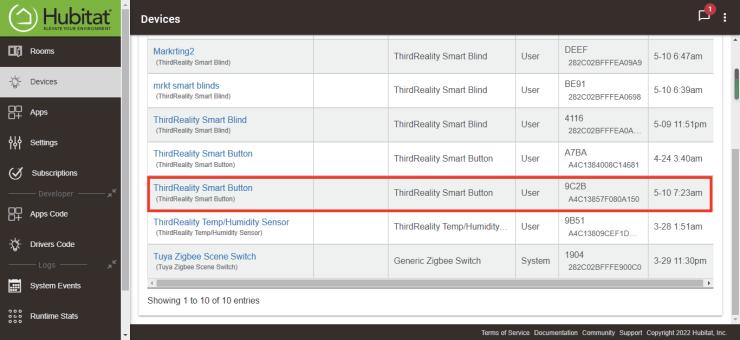 Hubitat
ELEVATE YOUR ENVIRONMENT
Devices
1
Rooms
Devices
Apps
Settings
Subscriptions
Developer
Apps Code
Drivers Code
Logs
System Events
Runtime Stats
Markrting2
(ThirdReality Smart Blind)
ThirdReality Smart Blind
User
DEEF
282C02BFFFEA09A9
5-10 6:47am
mrkt smart blinds
(ThirdReality Smart Blind)
ThirdReality Smart Blind
User
BE91
282C02BFFFEA0698
5-10 6:39am
ThirdReality Smart Blind
(ThirdReality Smart Blind)
ThirdReality Smart Blind
User
4116
282C02BFFFEA0A...
5-09 11:51pm
ThirdReality Smart Button
(ThirdReality Smart Button)
ThirdReality Smart Button
User
A7BA
A4C1384008C14681
4-24 3:40am
ThirdReality Smart Button
(ThirdReality Smart Button)
ThirdReality Smart Button
User
9C2B
A4C13857F080A150
5-10 7:23am
ThirdReality Temp/Humidity Sensor
(ThirdReality Temp/Humidity Sensor)
ThirdReality Temp/Humidity...
User
9B51
A4C13809CEF1D...
3-28 1:51am
Tuya Zigbee Scene Switch
(Tuya Zigbee Scene Switch)
Generic Zigbee Switch
System
1904
282C02BFFFE900C0
3-29 11:30pm
Showing 1 to 10 of 10 entries
Terms of Service Documentation Community Support Copyright 2022 Hubitat, Inc.